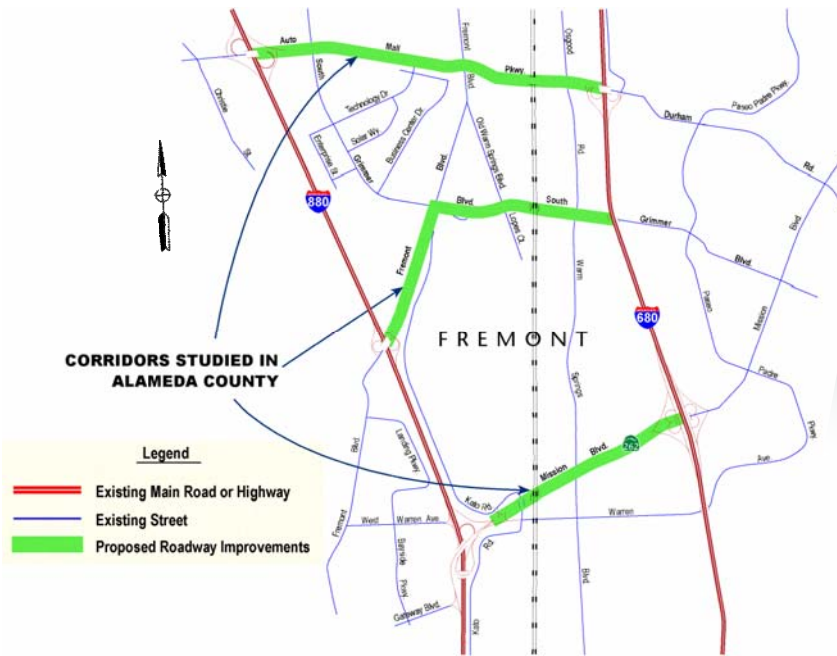 Auto
Mall
Pkwy
Christie
St.
South
Grimmer
Technology Dr
Solar Wy
Enterprise St.
Business Center Dr
Fremont
Blvd
Blvd.
Old Warm Springs Blvd
Osgood
Rd
Durham
Rd.
Paseo Padre Pkwy.
880
Fremont
Blvd.
Lopes Ct.
South
Grimmer
Blvd.
Warm
Springs
Blvd.
680
Paseo
Padre
Pkwy
Mission
Blvd
FREMONT
CORRIDORS STUDIED IN
ALAMEDA COUNTY
Legend
Existing Main Road or Highway
Existing Street
Proposed Roadway Improvements
Fremont
Blvd.
Landing Pkwy
West
Warren Ave.
Bayside
Pkwy
Gateway Blvd.
Kato Rd
Kato
Rd
Mission
Blvd.
262
Warren
Ave.